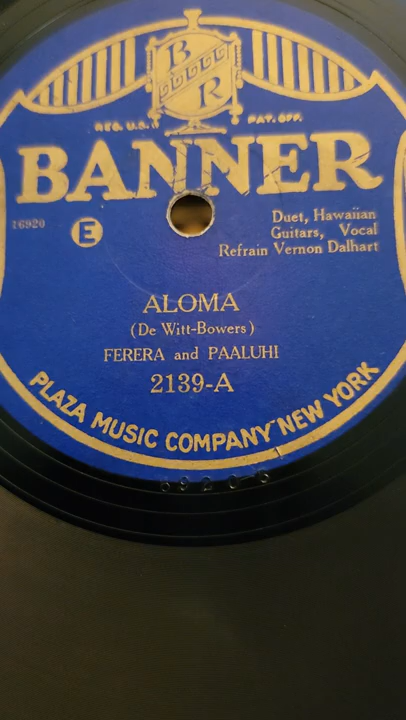 B
R
REG. U.S. PAT. OFF.
BANNER
16920
E
Duet, Hawaiian
Guitars, Vocal
Refrain Vernon Dalhart
ALOMA
(De Witt-Bowers)
FERERA and PAALUHI
2139-A
PLAZA MUSIC COMPANY NEW YORK